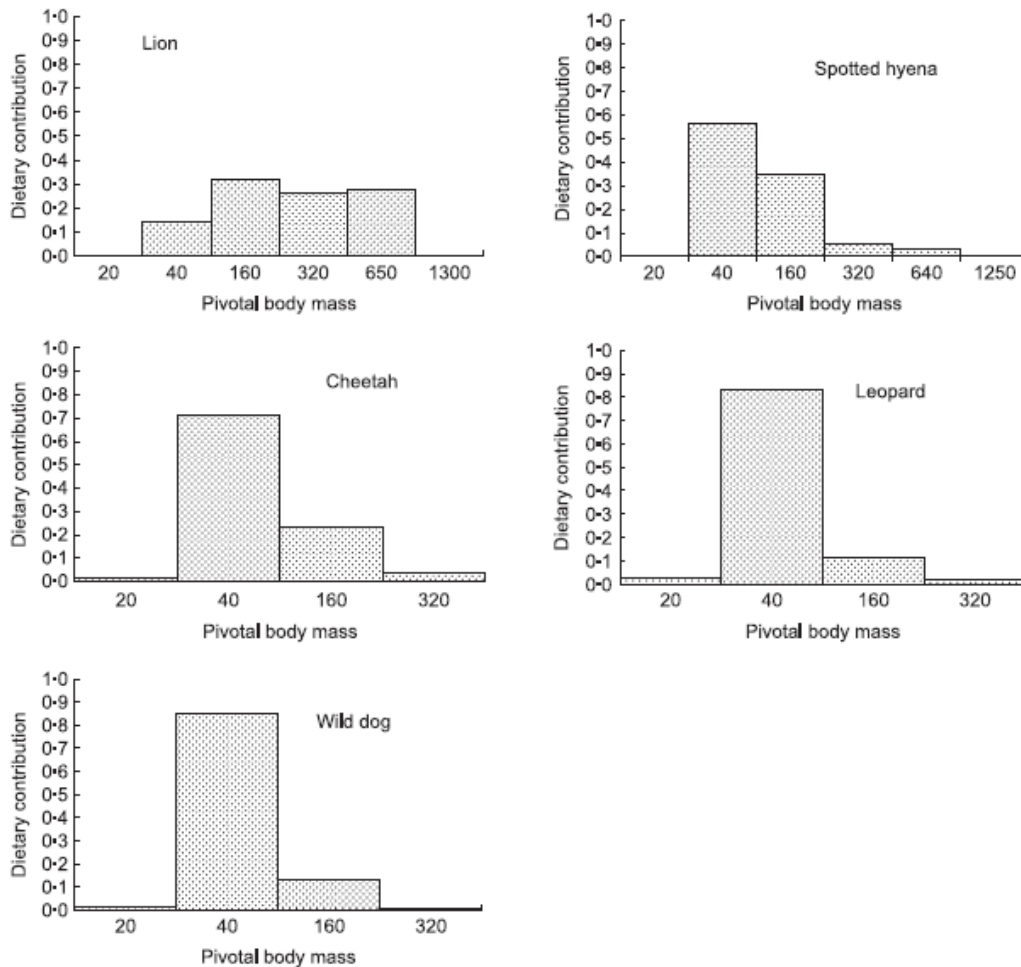 1·0
0·9
0·8
0·7
0·6
0·5
0·4
0·3
0·2
0·1
0·0
Dietary contribution
Lion
20 40 160 320 650 1300
Pivotal body mass
1·0
0·9
0·8
0·7
0·6
0·5
0·4
0·3
0·2
0·1
0·0
Dietary contribution
Spotted hyena
20 40 160 320 640 1250
Pivotal body mass
1·0
0·9
0·8
0·7
0·6
0·5
0·4
0·3
0·2
0·1
0·0
Dietary contribution
Cheetah
20 40 160 320
Pivotal body mass
1·0
0·9
0·8
0·7
0·6
0·5
0·4
0·3
0·2
0·1
0·0
Dietary contribution
Leopard
20 40 160 320
Pivotal body mass
1·0
0·9
0·8
0·7
0·6
0·5
0·4
0·3
0·2
0·1
0·0
Dietary contribution
Wild dog
20 40 160 320
Pivotal body mass